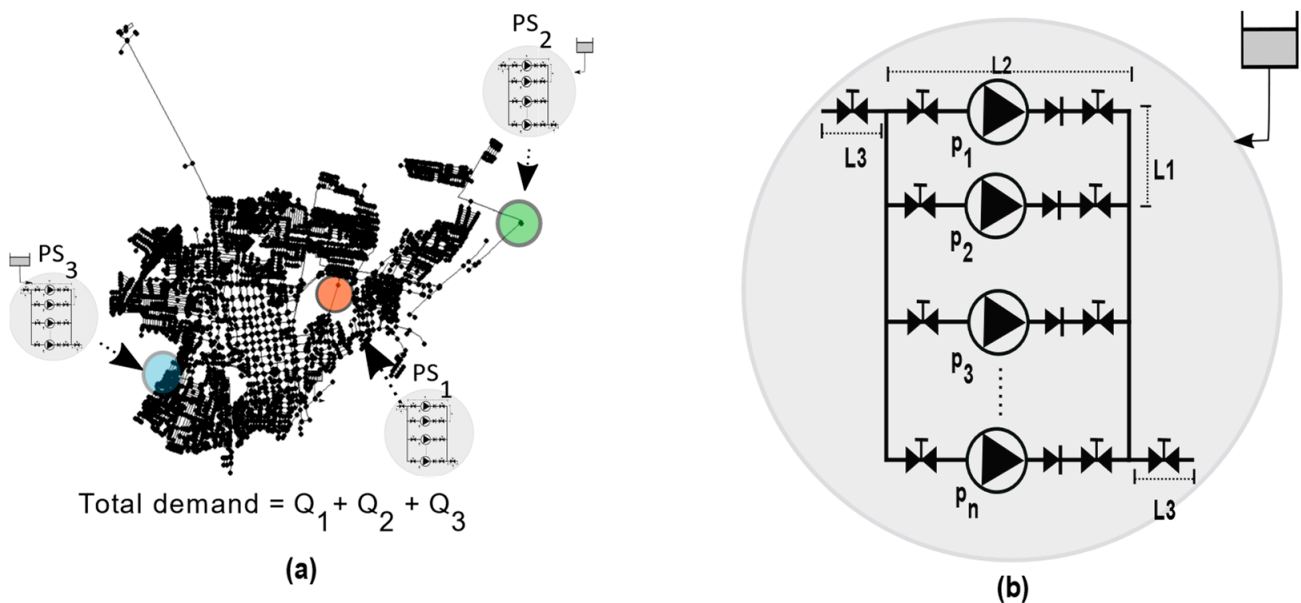 PS2
PS3
PS1
Total demand = Q1 + Q2 + Q3
(a)
L2
L3
p1
L1
p2
p3
pn
L3
(b)